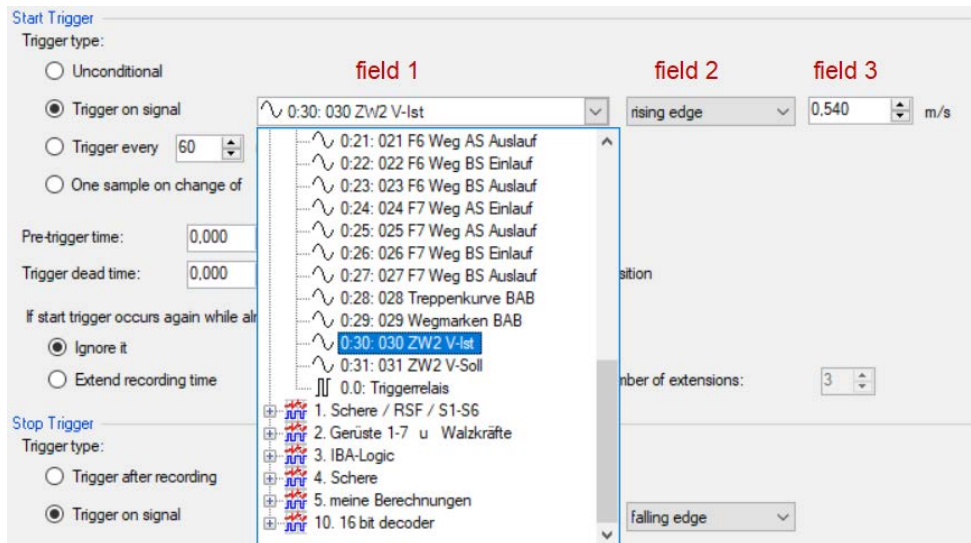 Start Trigger
Trigger type:
Unconditional
field 1
field 2
field 3
Trigger on signal
0:30: 030 ZW2 V-Ist
rising edge
0,540
m/s
0:21: 021 F6 Weg AS Auslauf
Trigger every 60
0:22: 022 F6 Weg BS Einlauf
0:23: 023 F6 Weg BS Auslauf
One sample on change of
0:24: 024 F7 Weg AS Einlauf
0:25: 025 F7 Weg AS Auslauf
Pre-trigger time: 0,000
0:26: 026 F7 Weg BS Einlauf
Trigger dead time: 0,000
0:27: 027 F7 Weg BS Auslauf
sition
0:28: 028 Treppenkurve BAB
If start trigger occurs again while alr
0:29: 029 Wegmarken BAB
Ignore it
0:30: 030 ZW2 V-Ist
0:31: 031 ZW2 V-Soll
Extend recording time
0.0: Triggerrelais
mber of extensions: 3
1. Schere / RSF / S1-S6
Stop Trigger
2. Gerüste 1-7 u Walzkräfte
Trigger type:
3. IBA-Logic
Trigger after recording
4. Schere
5. meine Berechnungen
Trigger on signal
10. 16 bit decoder
falling edge